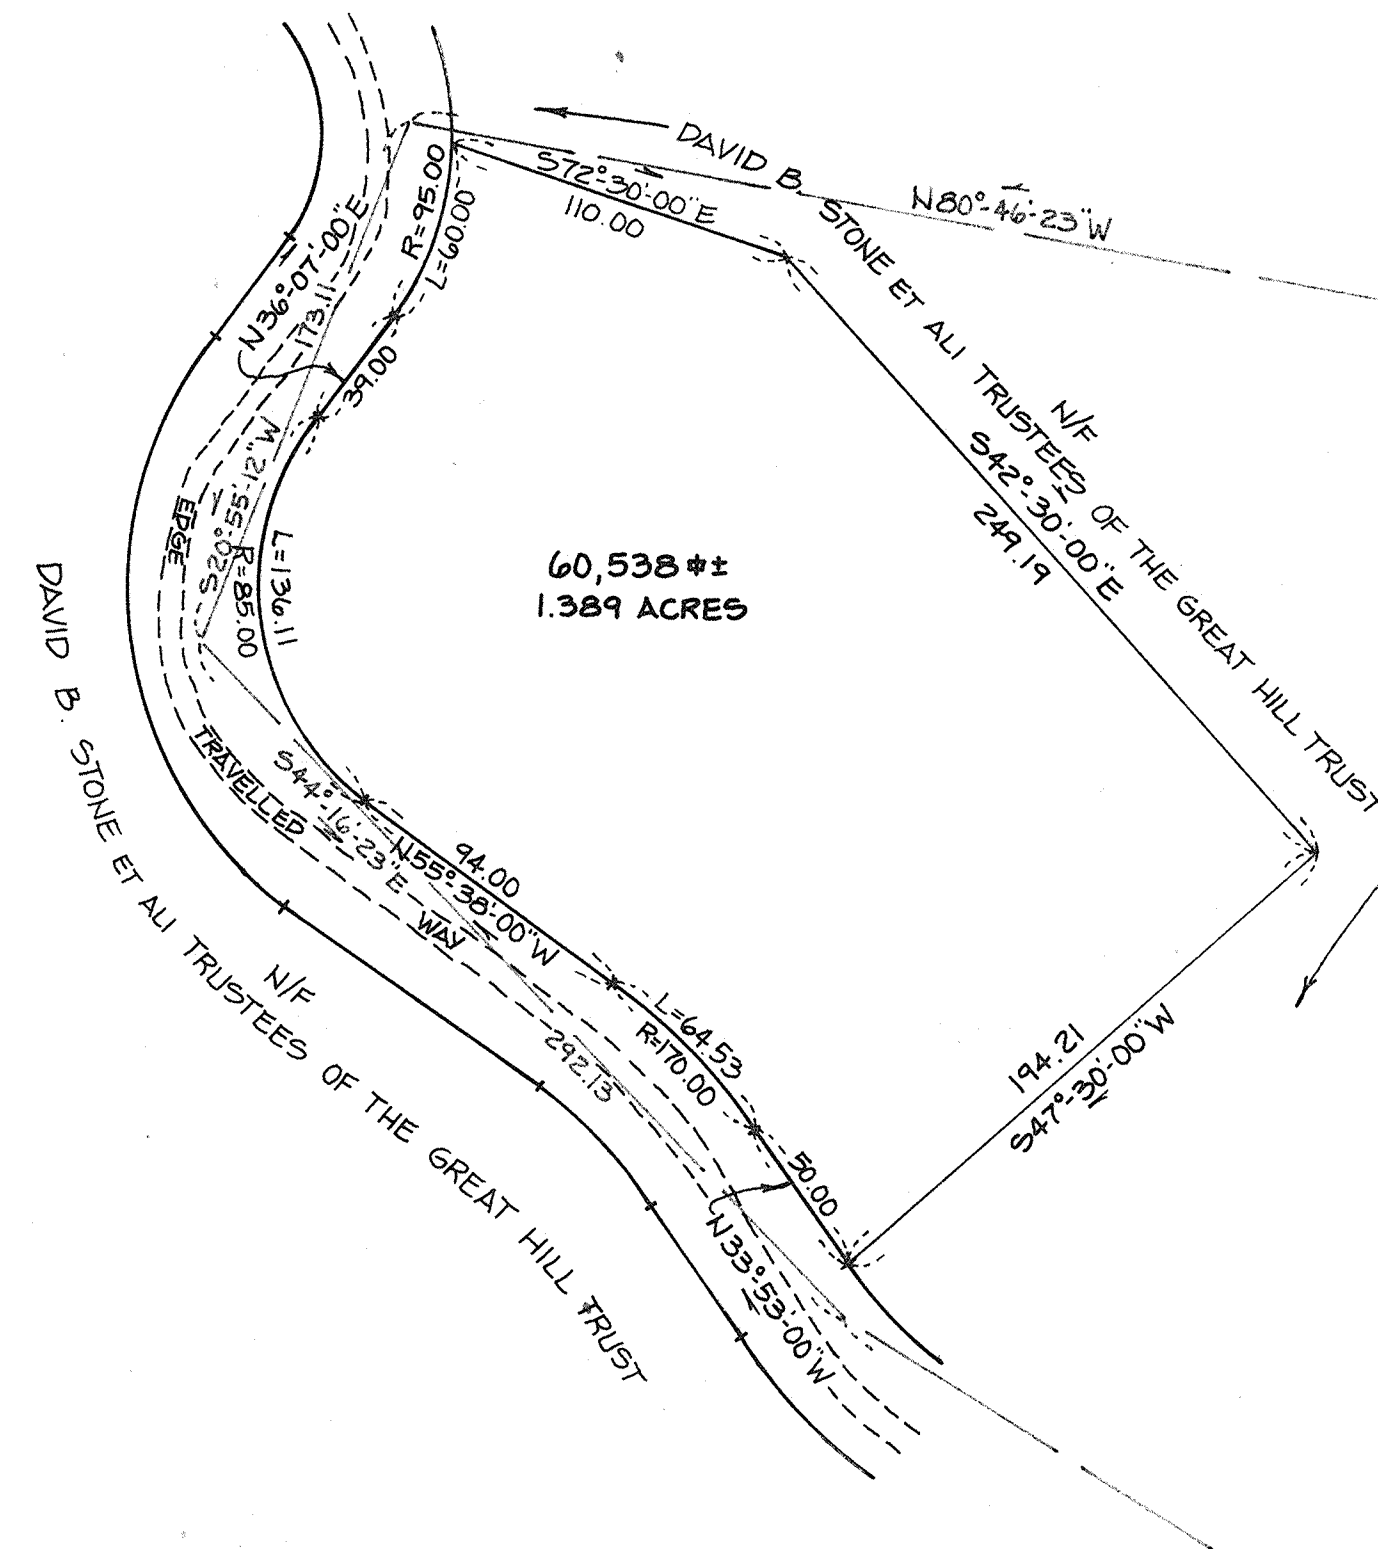 DAVID B. STONE ET ALI TRUSTEES OF THE GREAT HILL TRUST
N/F
N80°-46'-23"W
S72°-30'-00"E
110.00
R=95.00
L=60.00
N36°-07'-00"E
173.11
39.00
S20°-55'-12"W
S42°-30'-00"E
249.19
EDGE
R=85.00
L=136.11
60,538 ±
1.389 ACRES
TRAVELLED
WAY
S44°-16'-23"E
94.00
N55°-38'-00"W
292.13
L=64.53
R=170.00
50.00
N33°-53'-00"W
194.21
S47°-30'-00"W
DAVID B. STONE ET ALI TRUSTEES OF THE GREAT HILL TRUST
N/F